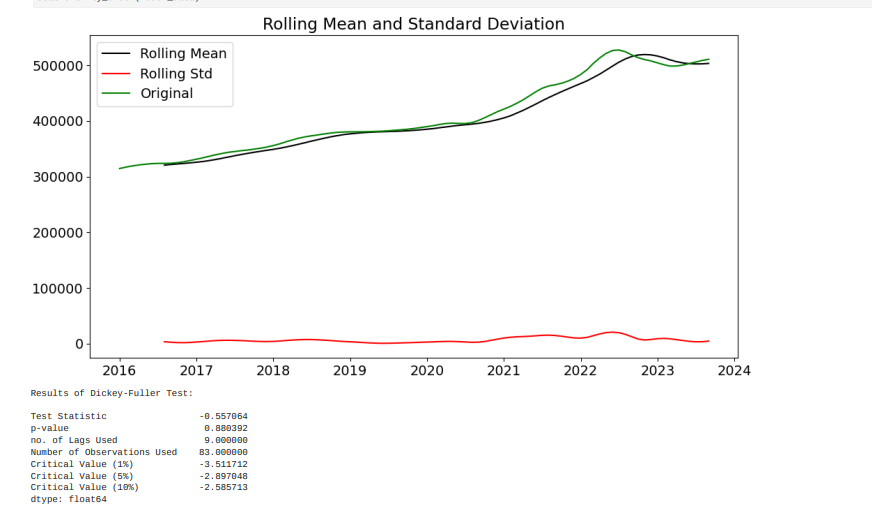 Rolling Mean and Standard Deviation
Rolling Mean
Rolling Std
Original
500000
400000
300000
200000
100000
0
2016 2017 2018 2019 2020 2021 2022 2023 2024
Results of Dickey-Fuller Test:
Test Statistic -0.557064
p-value 0.880392
no. of Lags Used 9.000000
Number of Observations Used 83.000000
Critical Value (1%) -3.511712
Critical Value (5%) -2.897048
Critical Value (10%) -2.585713
dtype: float64